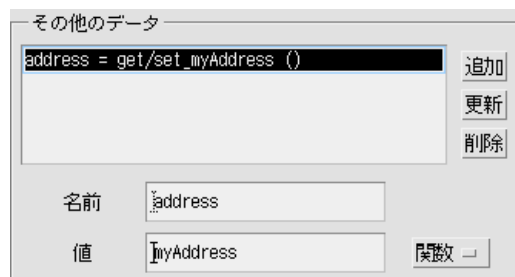 その他のデータ
address = get/set_myAddress ()
追加
更新
削除
名前 address
値 myAddress 関数